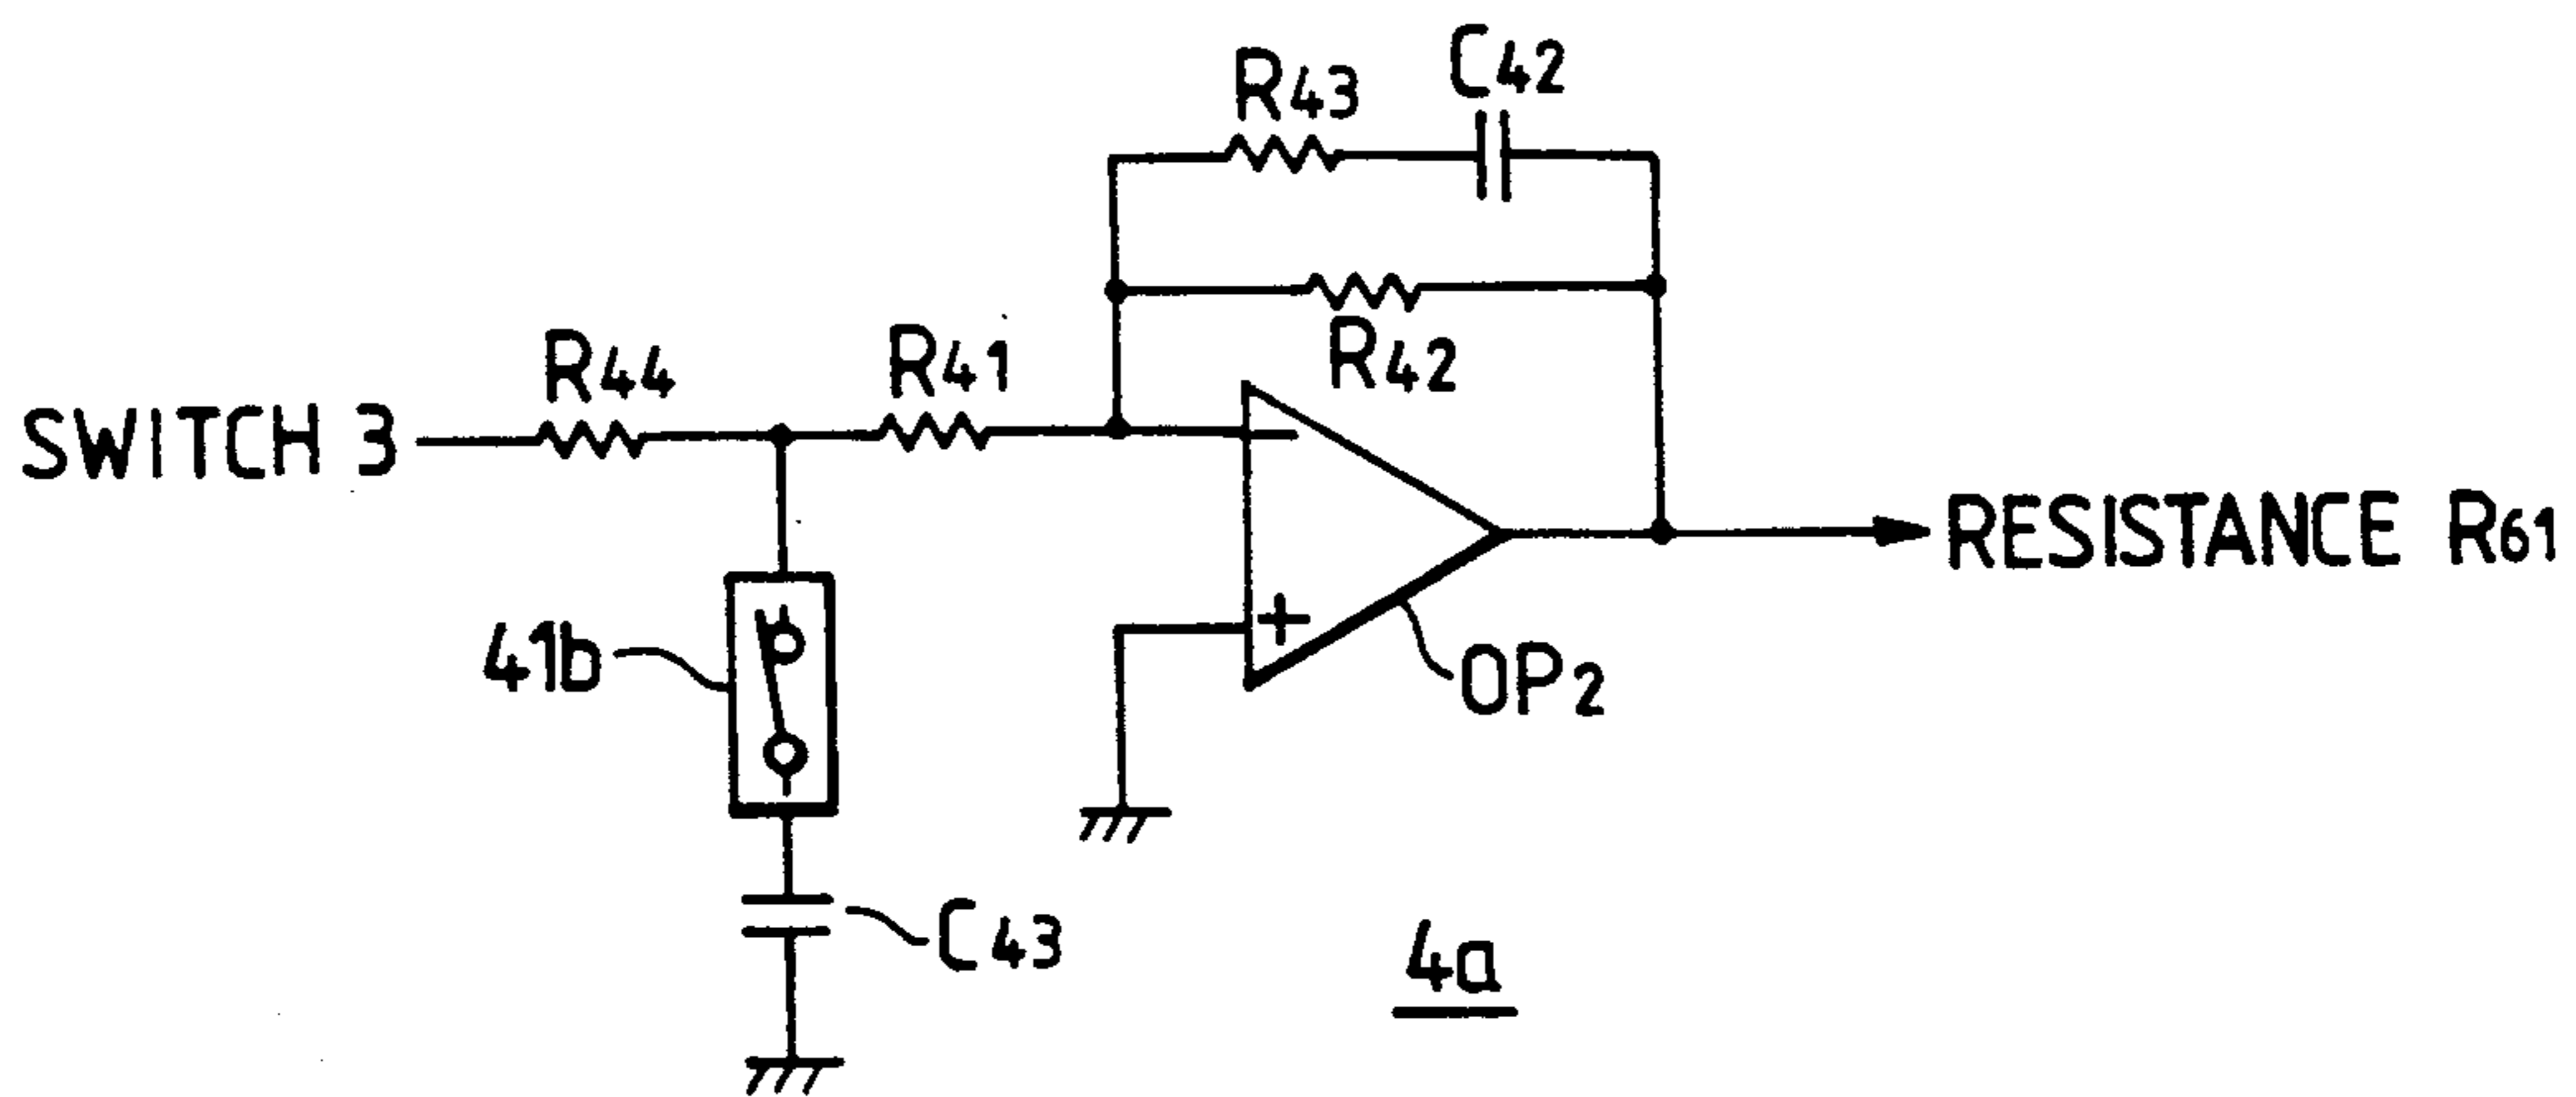 R43
C42
R44
R41
R42
SWITCH 3
−
+
RESISTANCE R61
41b
OP2
C43
4a